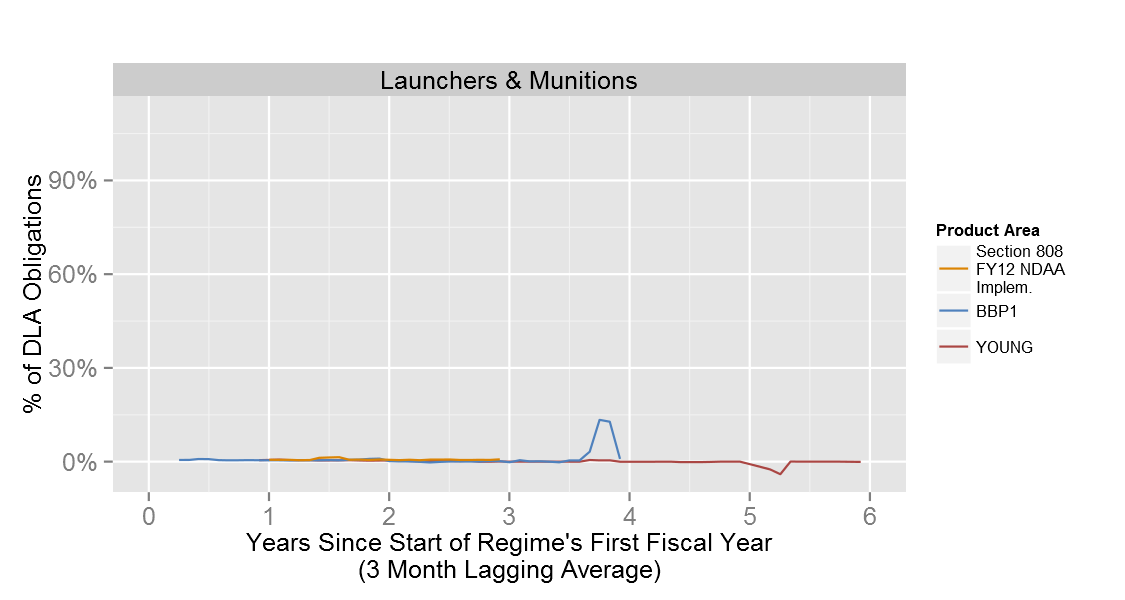 Launchers & Munitions
% of DLA Obligations
90%
60%
30%
0%
0 1 2 3 4 5 6
Years Since Start of Regime's First Fiscal Year
(3 Month Lagging Average)
Product Area
Section 808
FY12 NDAA
Implem.
BBP1
YOUNG